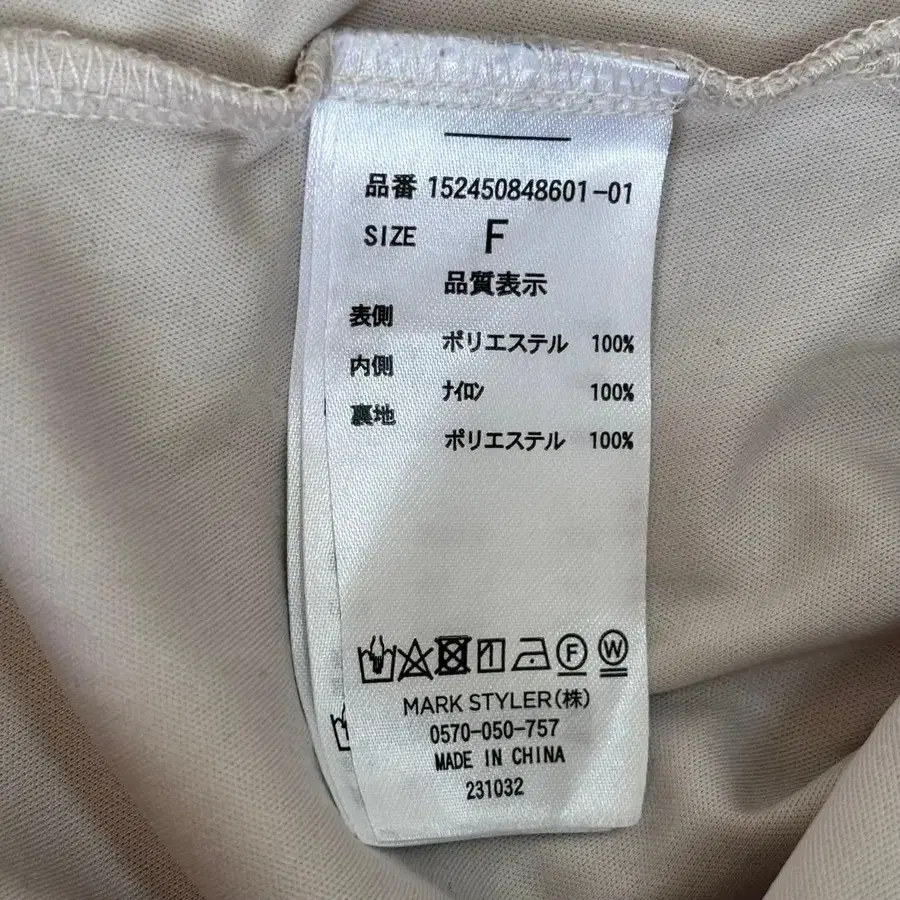 品番 152450848601-01
SIZE F
品質表示
表側 ポリエステル 100%
内側 ナイロン 100%
裏地 ポリエステル 100%
F W
MARK STYLER(株)
0570-050-757
MADE IN CHINA
231032